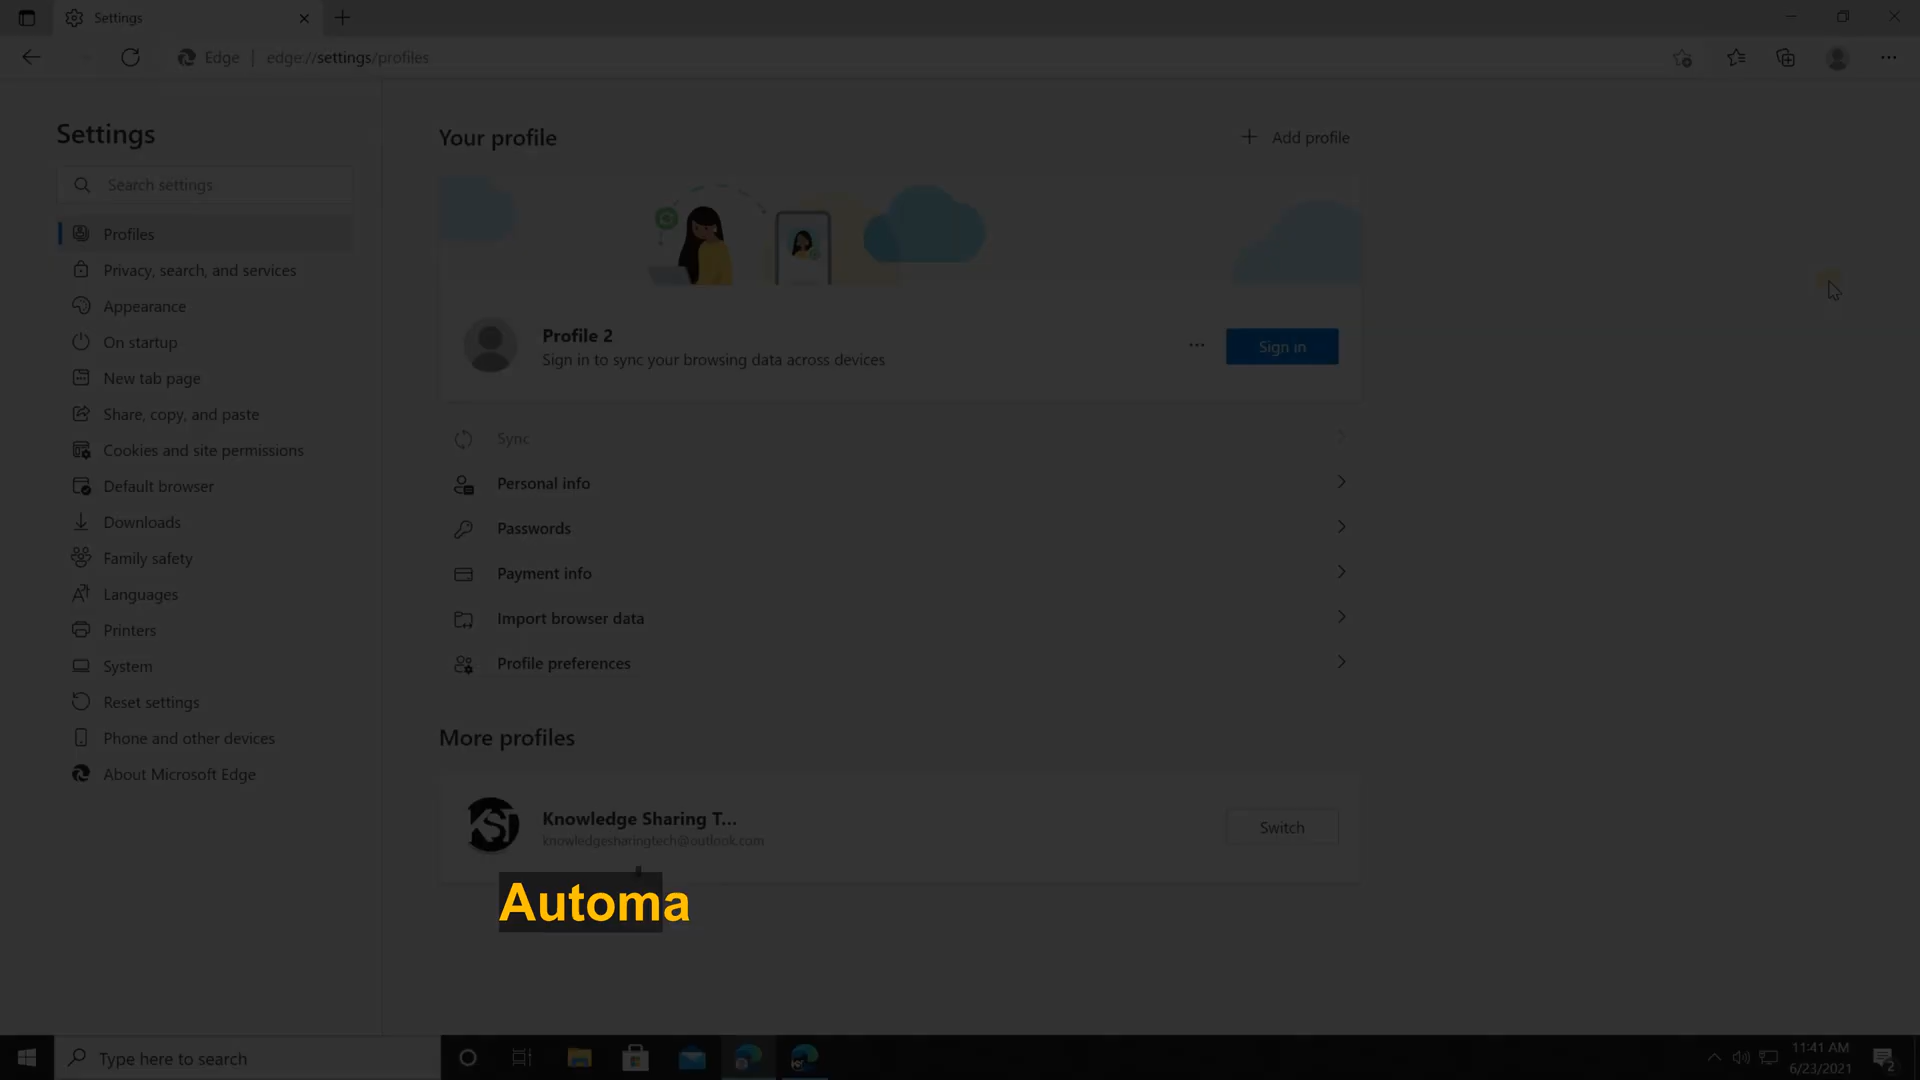 Settings
Edge | edge://settings/profiles
Settings
Search settings
Profiles
Privacy, search, and services
Appearance
On startup
New tab page
Share, copy, and paste
Cookies and site permissions
Default browser
Downloads
Family safety
Languages
Printers
System
Reset settings
Phone and other devices
About Microsoft Edge
Your profile
Add profile
Profile 2
Sign in to sync your browsing data across devices
Sign in
Sync
Personal info
Passwords
Payment info
Import browser data
Profile preferences
More profiles
Knowledge Sharing T...
knowledgesharingtech@outlook.com
Switch
Automa
Type here to search
11:41 AM
6/23/2021
2